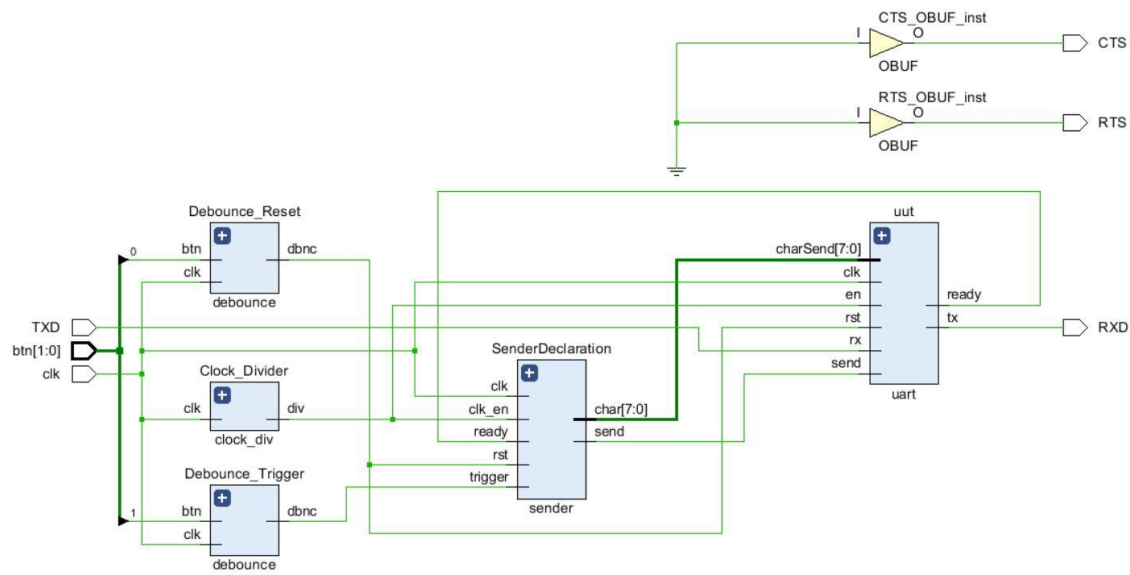 CTS_OBUF_inst
I
O
CTS
OBUF
RTS_OBUF_inst
I
O
RTS
OBUF
Debounce_Reset
0
btn
dbnc
clk
debounce
uut
charSend[7:0]
clk
en
ready
rst
tx
RXD
rx
send
uart
TXD
btn[1:0]
clk
Clock_Divider
clk
div
clock_div
SenderDeclaration
clk
clk_en
char[7:0]
ready
send
rst
trigger
sender
Debounce_Trigger
1
btn
dbnc
clk
debounce